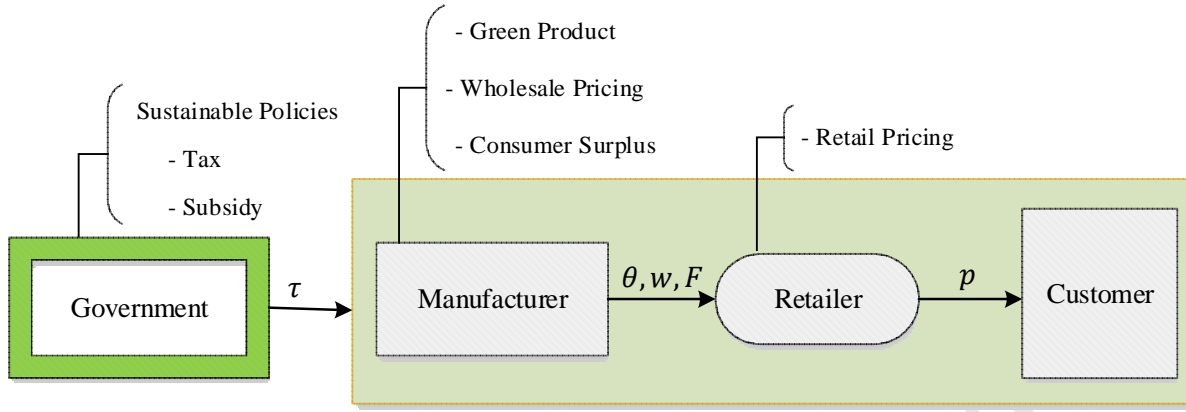 - Green Product
- Wholesale Pricing
- Consumer Surplus
Sustainable Policies
- Tax
- Subsidy
- Retail Pricing
Government
τ
Manufacturer
θ, w, F
Retailer
p
Customer